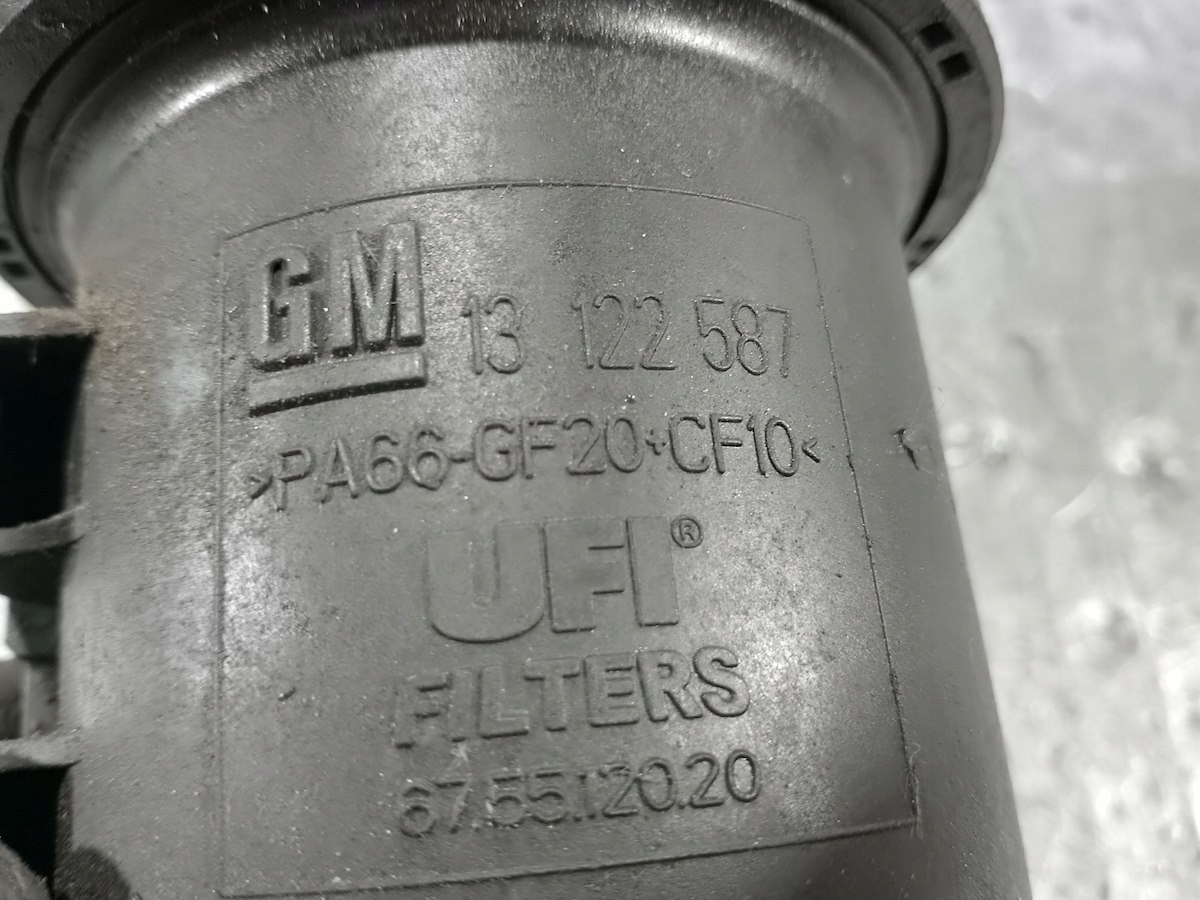 GM 13 122 587
>PA66-GF20+CF10<
UFI®
FILTERS
67.55.120.20